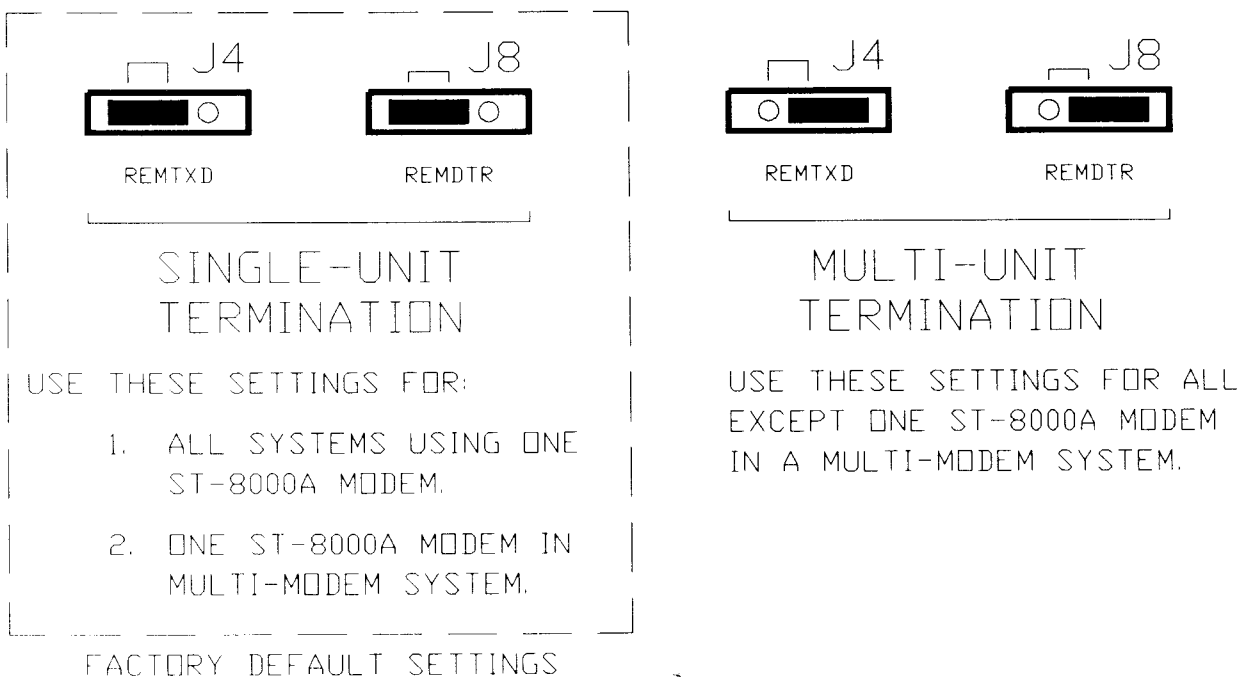 J4 J8
REMTXD REMDTR
SINGLE-UNIT
TERMINATION
USE THESE SETTINGS FOR:
1. ALL SYSTEMS USING ONE
ST-8000A MODEM.
2. ONE ST-8000A MODEM IN
MULTI-MODEM SYSTEM.
FACTORY DEFAULT SETTINGS
J4 J8
REMTXD REMDTR
MULTI-UNIT
TERMINATION
USE THESE SETTINGS FOR ALL
EXCEPT ONE ST-8000A MODEM
IN A MULTI-MODEM SYSTEM.